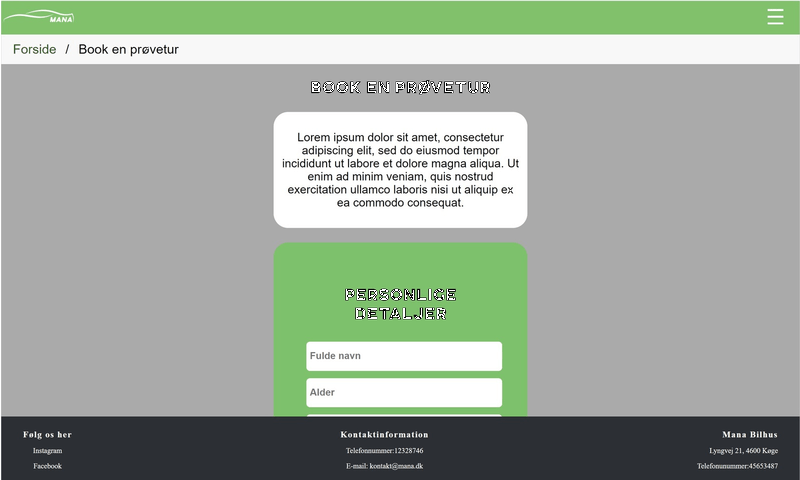 MANA
Forside / Book en prøvetur
BOOK EN PRØVETUR
Lorem ipsum dolor sit amet, consectetur
adipiscing elit, sed do eiusmod tempor
incididunt ut labore et dolore magna aliqua. Ut
enim ad minim veniam, quis nostrud
exercitation ullamco laboris nisi ut aliquip ex
ea commodo consequat.
PERSONLIGE
DETALJER
Fulde navn
Alder
Følg os her
Instagram
Facebook
Kontaktinformation
Telefonnummer:12328746
E-mail: kontakt@mana.dk
Mana Bilhus
Lyngvej 21, 4600 Køge
Telefonummer:45653487